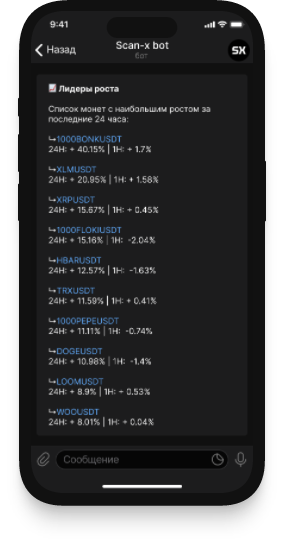 9:41
Назад
Scan-x bot
бот
SX
Лидеры роста
Список монет с наибольшим ростом за
последние 24 часа:
↪1000BONKUSDT
24H: + 40.15% | 1H: + 1.7%
↪XLMUSDT
24H: + 20.95% | 1H: + 1.58%
↪XRPUSDT
24H: + 15.67% | 1H: + 0.45%
↪1000FLOKIUSDT
24H: + 15.16% | 1H: -2.04%
↪HBARUSDT
24H: + 12.57% | 1H: -1.63%
↪TRXUSDT
24H: + 11.59% | 1H: + 0.41%
↪1000PEPEUSDT
24H: + 11.11% | 1H: -0.74%
↪DOGEUSDT
24H: + 10.98% | 1H: -1.4%
↪LOOMUSDT
24H: + 8.9% | 1H: + 0.53%
↪WOOUSDT
24H: + 8.01% | 1H: + 0.04%
Сообщение